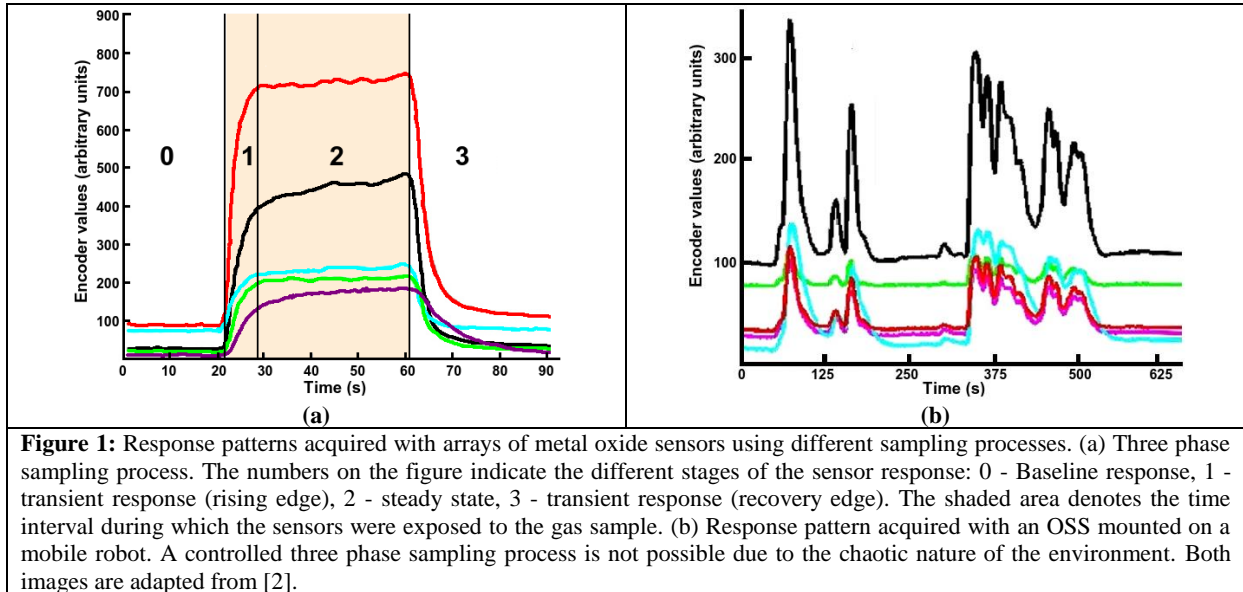 Encoder values (arbitrary units)
900
800
700
600
500
400
300
200
100
0
1
2
3
0
10
20
30
40
50
60
70
80
90
Time (s)
(a)
Encoder values (arbitrary units)
300
200
100
0
125
250
375
500
625
Time (s)
(b)
Figure 1: Response patterns acquired with arrays of metal oxide sensors using different sampling processes. (a) Three phase
sampling process. The numbers on the figure indicate the different stages of the sensor response: 0 - Baseline response, 1 -
transient response (rising edge), 2 - steady state, 3 - transient response (recovery edge). The shaded area denotes the time
interval during which the sensors were exposed to the gas sample. (b) Response pattern acquired with an OSS mounted on a
mobile robot. A controlled three phase sampling process is not possible due to the chaotic nature of the environment. Both
images are adapted from [2].